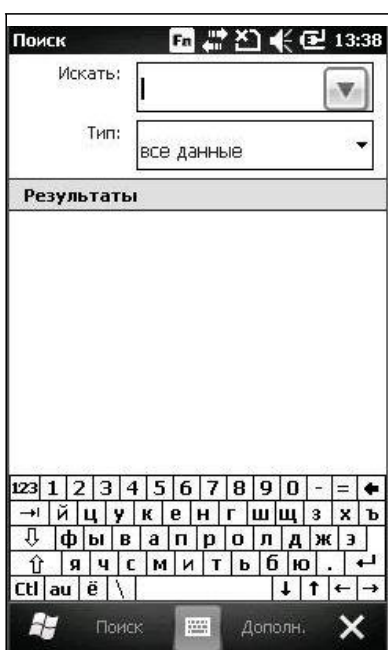 Поиск Fn 13:38
Искать:
Тип:
все данные
Результаты
123 1 2 3 4 5 6 7 8 9 0 - =
й ц у к е н г ш щ з х ъ
ф ы в а п р о л д ж э
я ч с м и т ь б ю .
Ctl au ё \
Поиск Дополн.